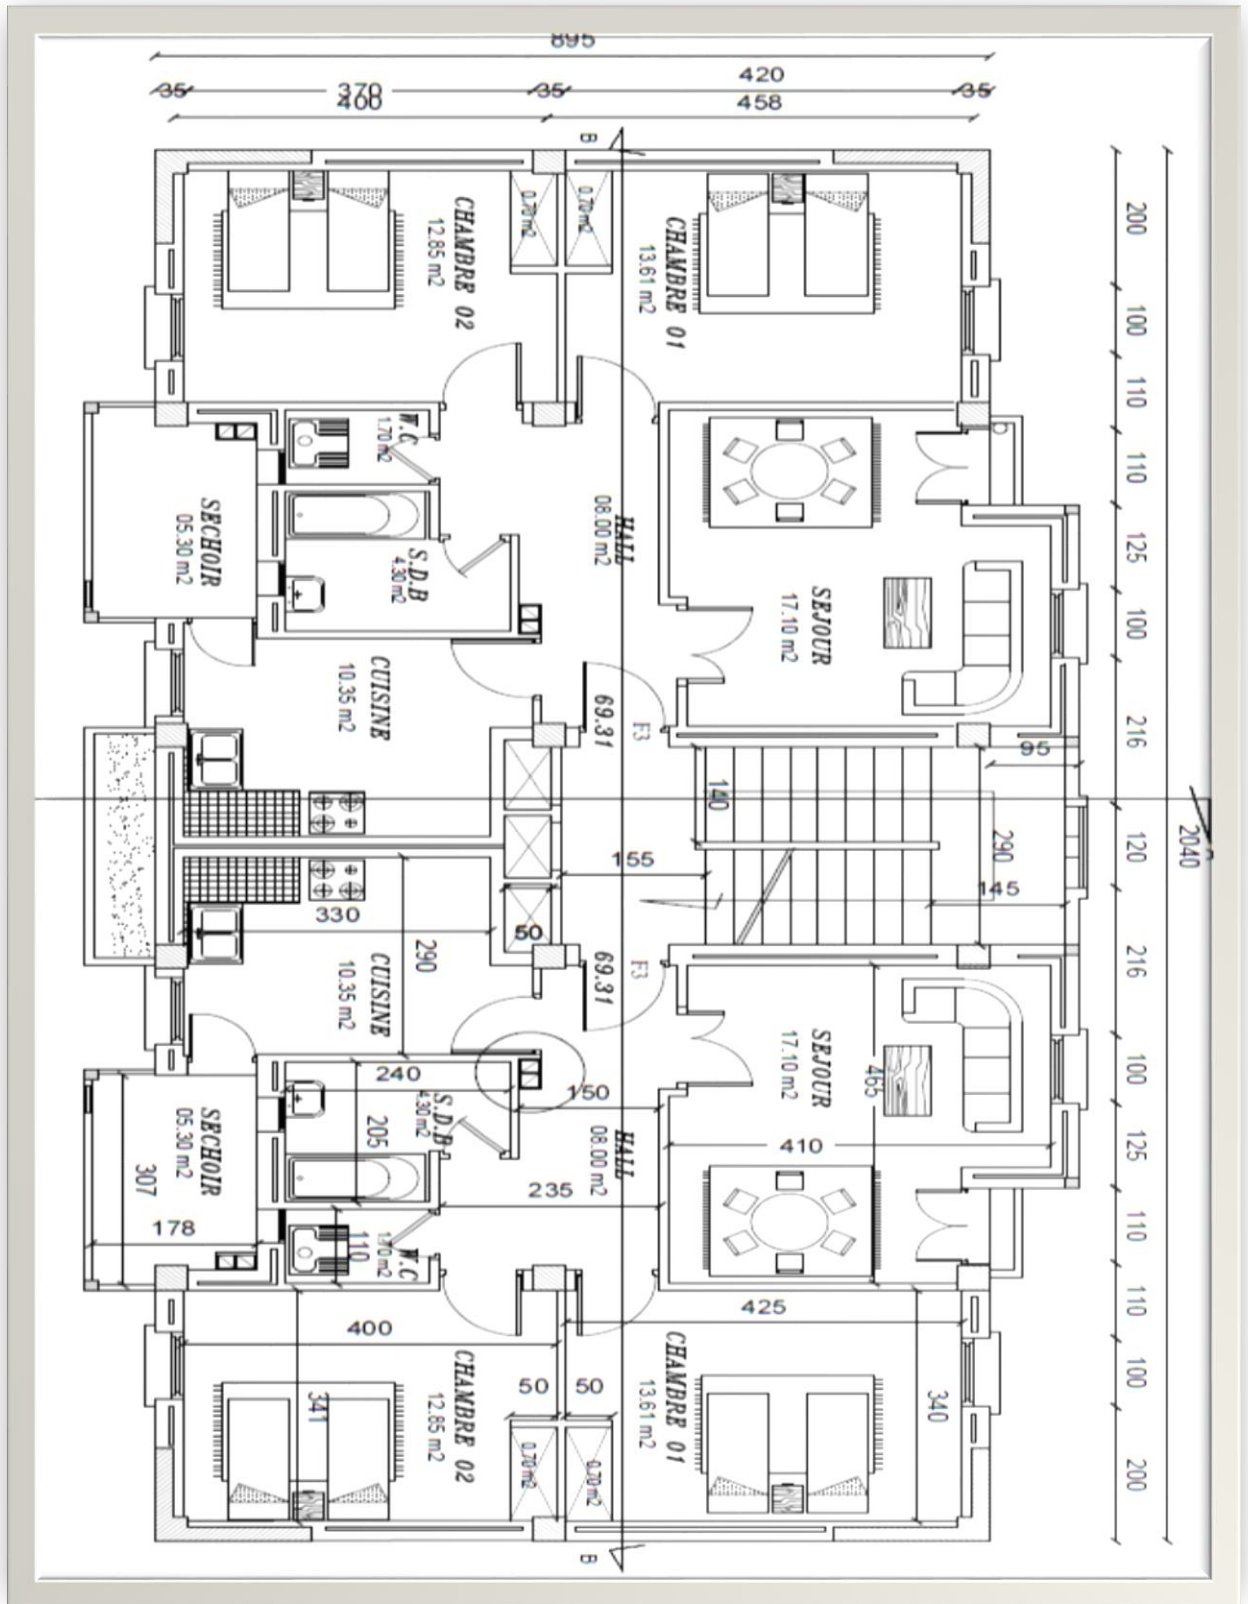 895
420
35
370
35
35
400
458
B
200
100
110
110
125
100
216
120
216
100
125
110
110
100
200
2040
CHAMBRE 02
12.85 m2
0.70 m2
0.70 m2
CHAMBRE 01
13.61 m2
W.C
1.70 m2
SECHOIR
05.30 m2
S.D.B
4.30 m2
HALL
08.00 m2
SEJOUR
17.10 m2
CUISINE
10.35 m2
69.31
F3
95
140
155
290
145
330
50
290
CUISINE
10.35 m2
69.31
F3
SEJOUR
17.10 m2
465
240
150
S.D.B
4.30 m2
205
HALL
08.00 m2
410
SECHOIR
05.30 m2
307
178
235
W.C
1.70 m2
110
400
425
CHAMBRE 02
12.85 m2
341
50
50
CHAMBRE 01
13.61 m2
340
0.70 m2
0.70 m2
B